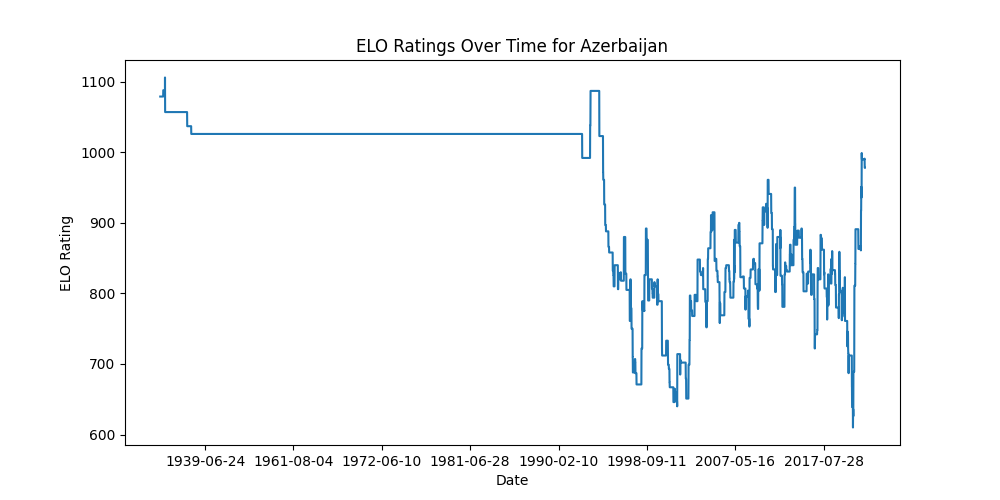 ELO Ratings Over Time for Azerbaijan
ELO Rating
1100
1000
900
800
700
600
1939-06-24 1961-08-04 1972-06-10 1981-06-28 1990-02-10 1998-09-11 2007-05-16 2017-07-28
Date